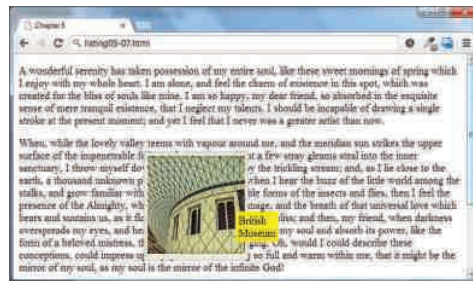 Chapter 5
listing05-07.html
A wonderful serenity has taken possession of my entire soul, like these sweet mornings of spring which
I enjoy with my whole heart. I am alone, and feel the charm of existence in this spot, which was
created for the bliss of souls like mine. I am so happy, my dear friend, so absorbed in the exquisite
sense of mere tranquil existence, that I neglect my talents. I should be incapable of drawing a single
stroke at the present moment; and yet I feel that I never was a greater artist than now.
When, while the lovely valley teems with vapour around me, and the meridian sun strikes the upper
surface of the impenetrable f t a few stray gleams steal into the inner
sanctuary, I throw myself do y the trickling stream; and, as I lie close to the
earth, a thousand unknown p hen I hear the buzz of the little world among the
stalks, and grow familiar with ble forms of the insects and flies, then I feel the
presence of the Almighty, wh mage, and the breath of that universal love which
bears and sustains us, as it fl British bliss; and then, my friend, when darkness
overspreads my eyes, and he Museum my soul and absorb its power, like the
form of a beloved mistress, t ging. Oh, would I could describe these
conceptions, could impress u so full and warm within me, that it might be the
mirror of my soul, as my soul is the mirror of the infinite God!